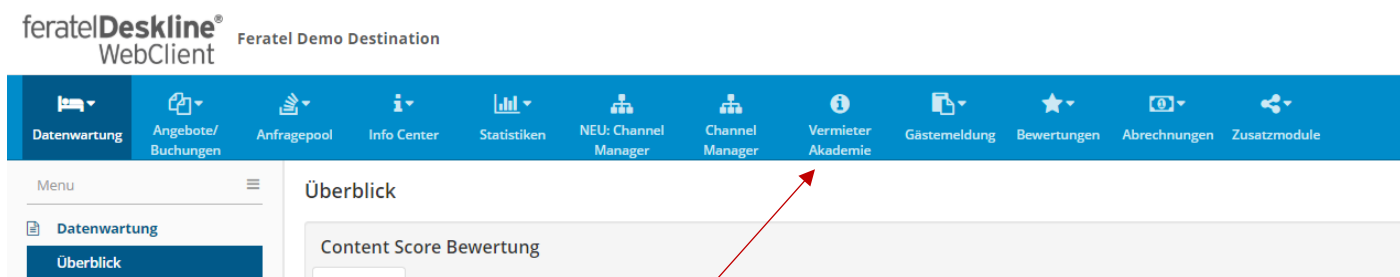 feratelDeskline®
WebClient
Feratel Demo Destination
Datenwartung
Angebote/
Buchungen
Anfragepool
Info Center
Statistiken
NEU: Channel
Manager
Channel
Manager
Vermieter
Akademie
Gästemeldung
Bewertungen
Abrechnungen
Zusatzmodule
Menu
Überblick
Datenwartung
Content Score Bewertung
Überblick